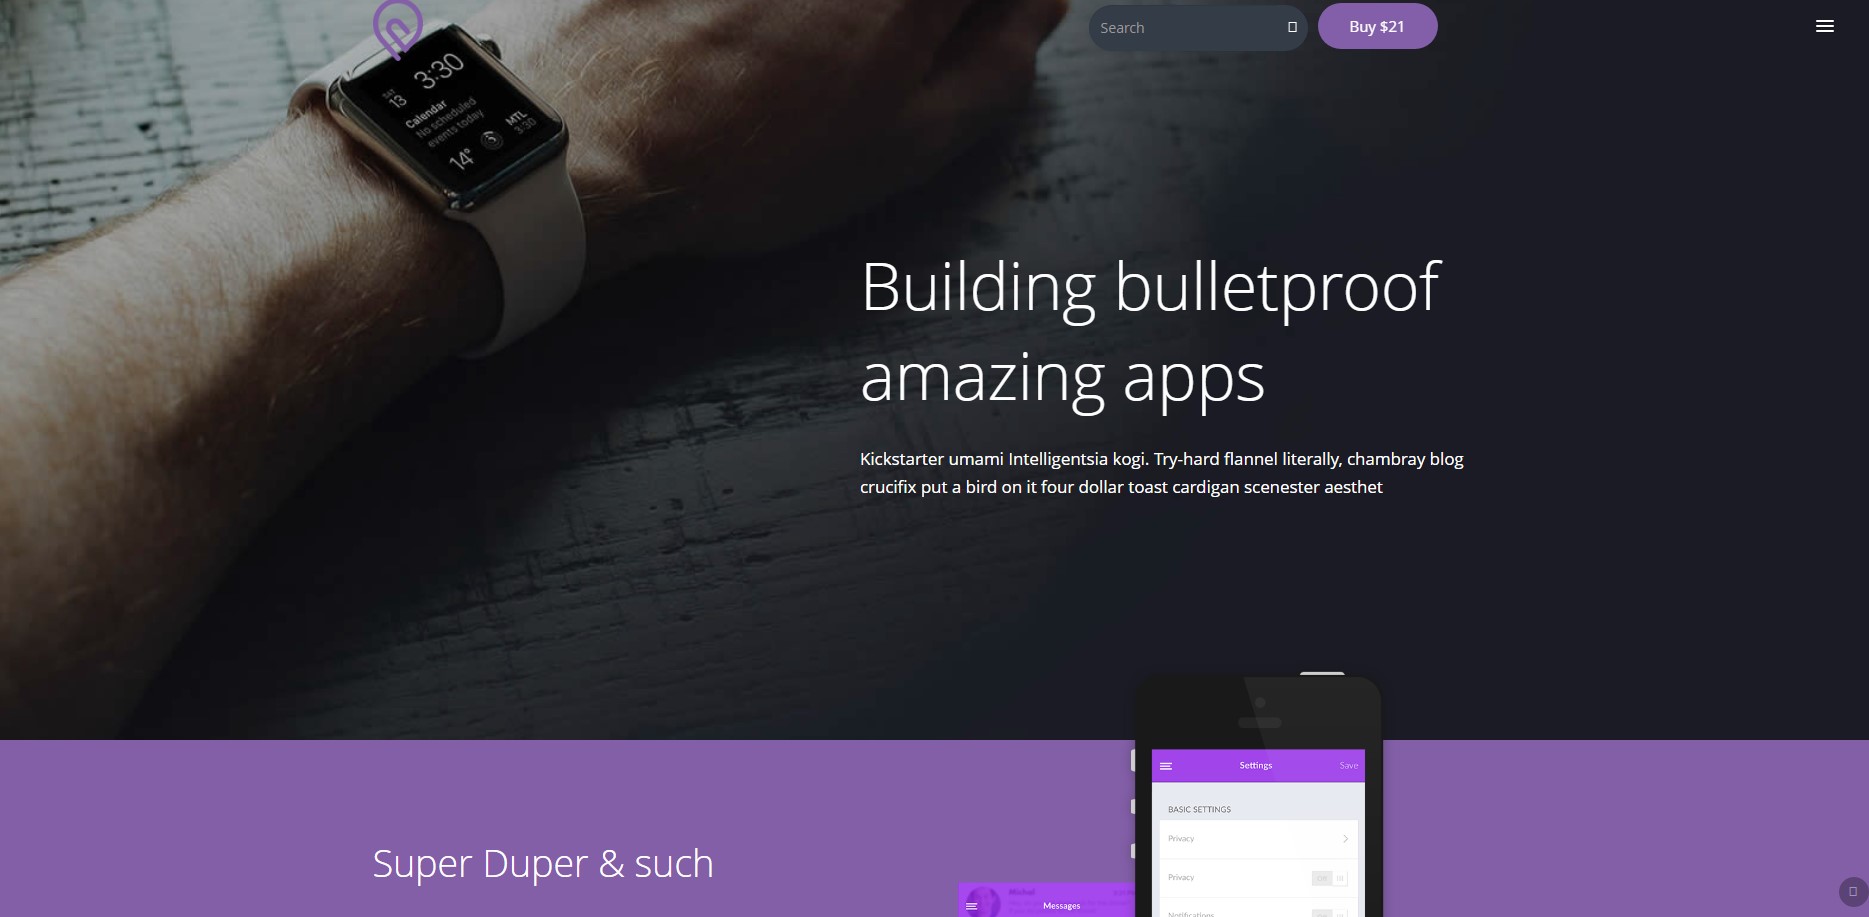 Search
Buy $21
3:30
SAT
13
Calendar
No scheduled
events today
MTL
3:30
14°
Building bulletproof
amazing apps
Kickstarter umami Intelligentsia kogi. Try-hard flannel literally, chambray blog
crucifix put a bird on it four dollar toast cardigan scenester aesthet
Settings
Save
BASIC SETTINGS
Privacy
Privacy
Notifications
Super Duper & such
Michel
Messages